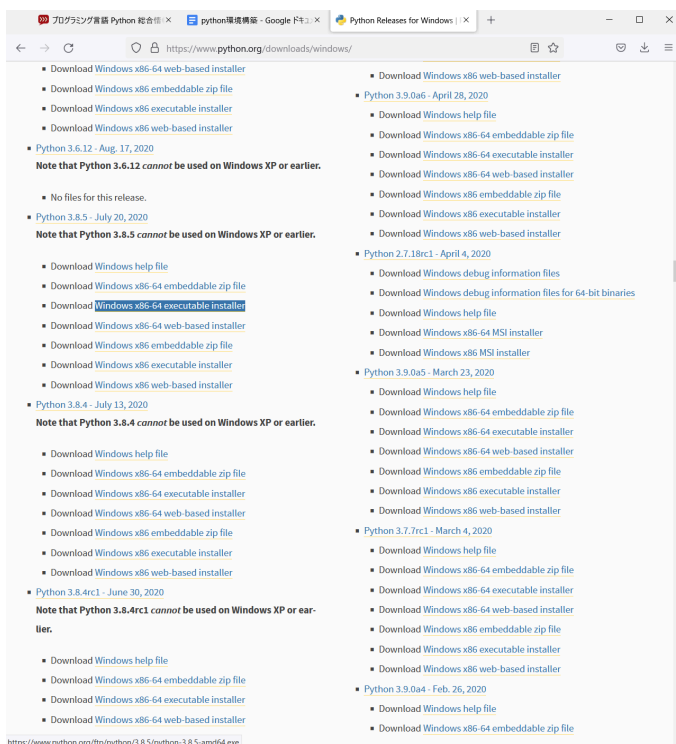 プログラミング言語 Python 総合情
python環境構築 - Google ドキュ
Python Releases for Windows |
https://www.python.org/downloads/windows/
Download Windows x86-64 web-based installer
Download Windows x86 embeddable zip file
Download Windows x86 executable installer
Download Windows x86 web-based installer
Python 3.6.12 - Aug. 17, 2020
Note that Python 3.6.12 cannot be used on Windows XP or earlier.
No files for this release.
Python 3.8.5 - July 20, 2020
Note that Python 3.8.5 cannot be used on Windows XP or earlier.
Download Windows help file
Download Windows x86-64 embeddable zip file
Download Windows x86-64 executable installer
Download Windows x86-64 web-based installer
Download Windows x86 embeddable zip file
Download Windows x86 executable installer
Download Windows x86 web-based installer
Python 3.8.4 - July 13, 2020
Note that Python 3.8.4 cannot be used on Windows XP or earlier.
Download Windows help file
Download Windows x86-64 embeddable zip file
Download Windows x86-64 executable installer
Download Windows x86-64 web-based installer
Download Windows x86 embeddable zip file
Download Windows x86 executable installer
Download Windows x86 web-based installer
Python 3.8.4rc1 - June 30, 2020
Note that Python 3.8.4rc1 cannot be used on Windows XP or ear-
lier.
Download Windows help file
Download Windows x86-64 embeddable zip file
Download Windows x86-64 executable installer
Download Windows x86-64 web-based installer
Download Windows x86 web-based installer
Python 3.9.0a6 - April 28, 2020
Download Windows help file
Download Windows x86-64 embeddable zip file
Download Windows x86-64 executable installer
Download Windows x86-64 web-based installer
Download Windows x86 embeddable zip file
Download Windows x86 executable installer
Download Windows x86 web-based installer
Python 2.7.18rc1 - April 4, 2020
Download Windows debug information files
Download Windows debug information files for 64-bit binaries
Download Windows help file
Download Windows x86-64 MSI installer
Download Windows x86 MSI installer
Python 3.9.0a5 - March 23, 2020
Download Windows help file
Download Windows x86-64 embeddable zip file
Download Windows x86-64 executable installer
Download Windows x86-64 web-based installer
Download Windows x86 embeddable zip file
Download Windows x86 executable installer
Download Windows x86 web-based installer
Python 3.7.7rc1 - March 4, 2020
Download Windows help file
Download Windows x86-64 embeddable zip file
Download Windows x86-64 executable installer
Download Windows x86-64 web-based installer
Download Windows x86 embeddable zip file
Download Windows x86 executable installer
Download Windows x86 web-based installer
Python 3.9.0a4 - Feb. 26, 2020
Download Windows help file
Download Windows x86-64 embeddable zip file
https://www.python.org/ftp/python/3.8.5/python-3.8.5-amd64.exe